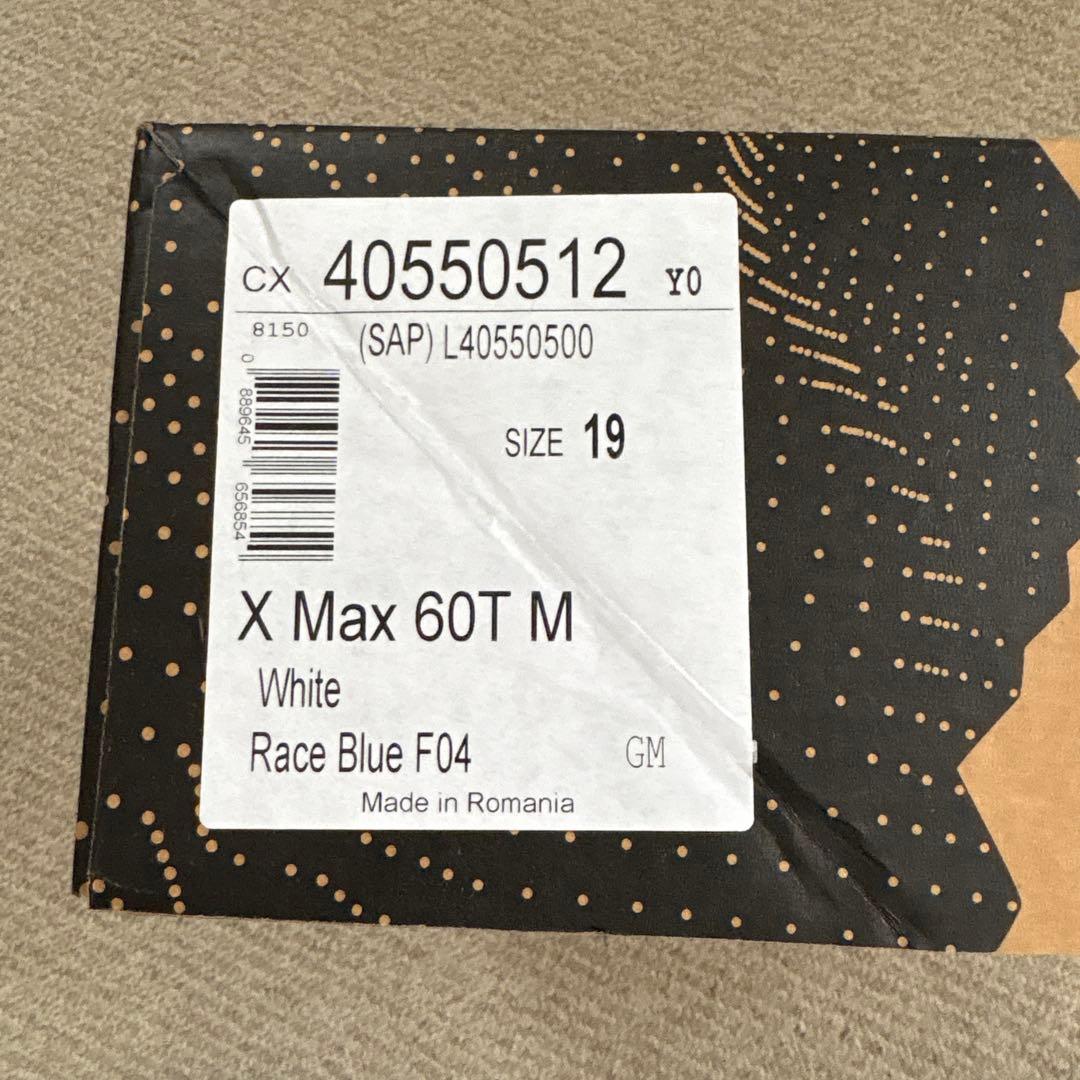 CX 40550512 Y0
8150 (SAP) L40550500
0 889645 656854
SIZE 19
X Max 60T M
White
Race Blue F04 GM
Made in Romania